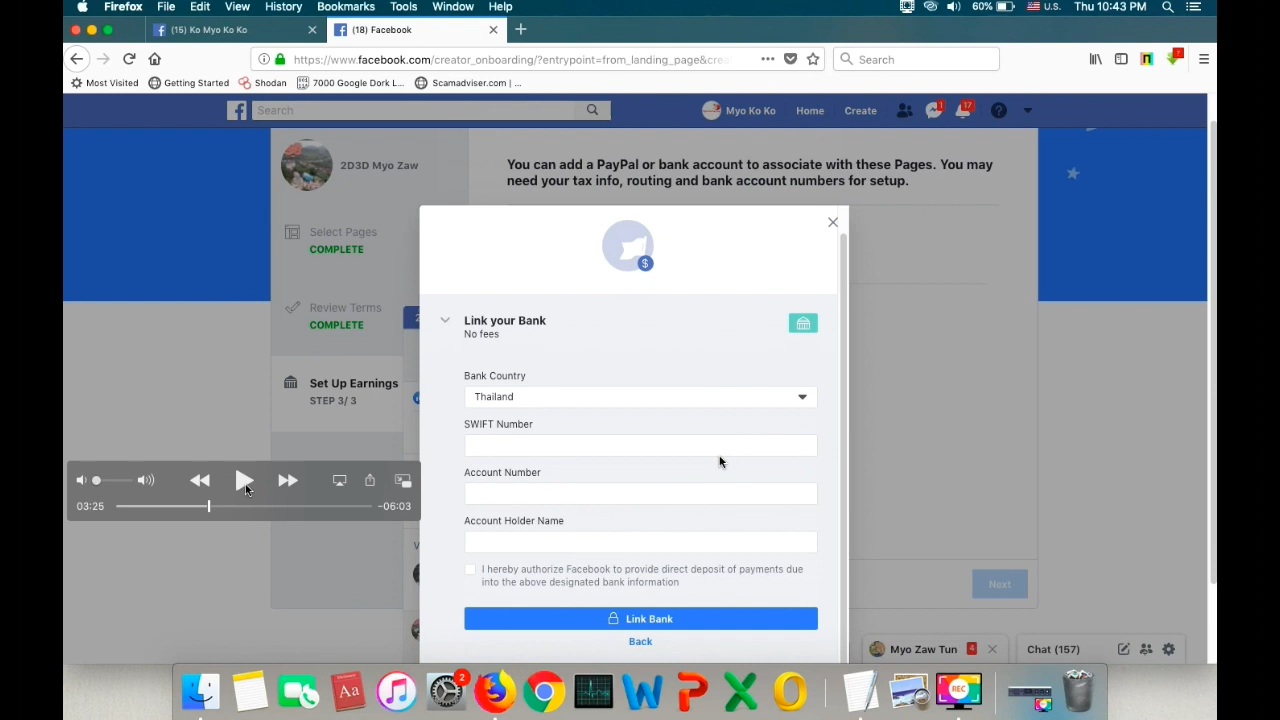 Firefox File Edit View History Bookmarks Tools Window Help
60% U.S. Thu 10:43 PM
(15) Ko Myo Ko Ko
(18) Facebook
https://www.facebook.com/creator_onboarding/?entrypoint=from_landing_page&cre
Search
Most Visited Getting Started Shodan 7000 Google Dork L... Scamadviser.com | ...
Search
Myo Ko Ko Home Create 1 17
2D3D Myo Zaw
You can add a PayPal or bank account to associate with these Pages. You may
need your tax info, routing and bank account numbers for setup.
Select Pages
COMPLETE
Review Terms
COMPLETE
Set Up Earnings
STEP 3/ 3
$
Link your Bank
No fees
Bank Country
Thailand
SWIFT Number
Account Number
Account Holder Name
I hereby authorize Facebook to provide direct deposit of payments due
into the above designated bank information
Link Bank
Back
Next
03:25 -06:03
Myo Zaw Tun 4
Chat (157)
2
Aa
REC